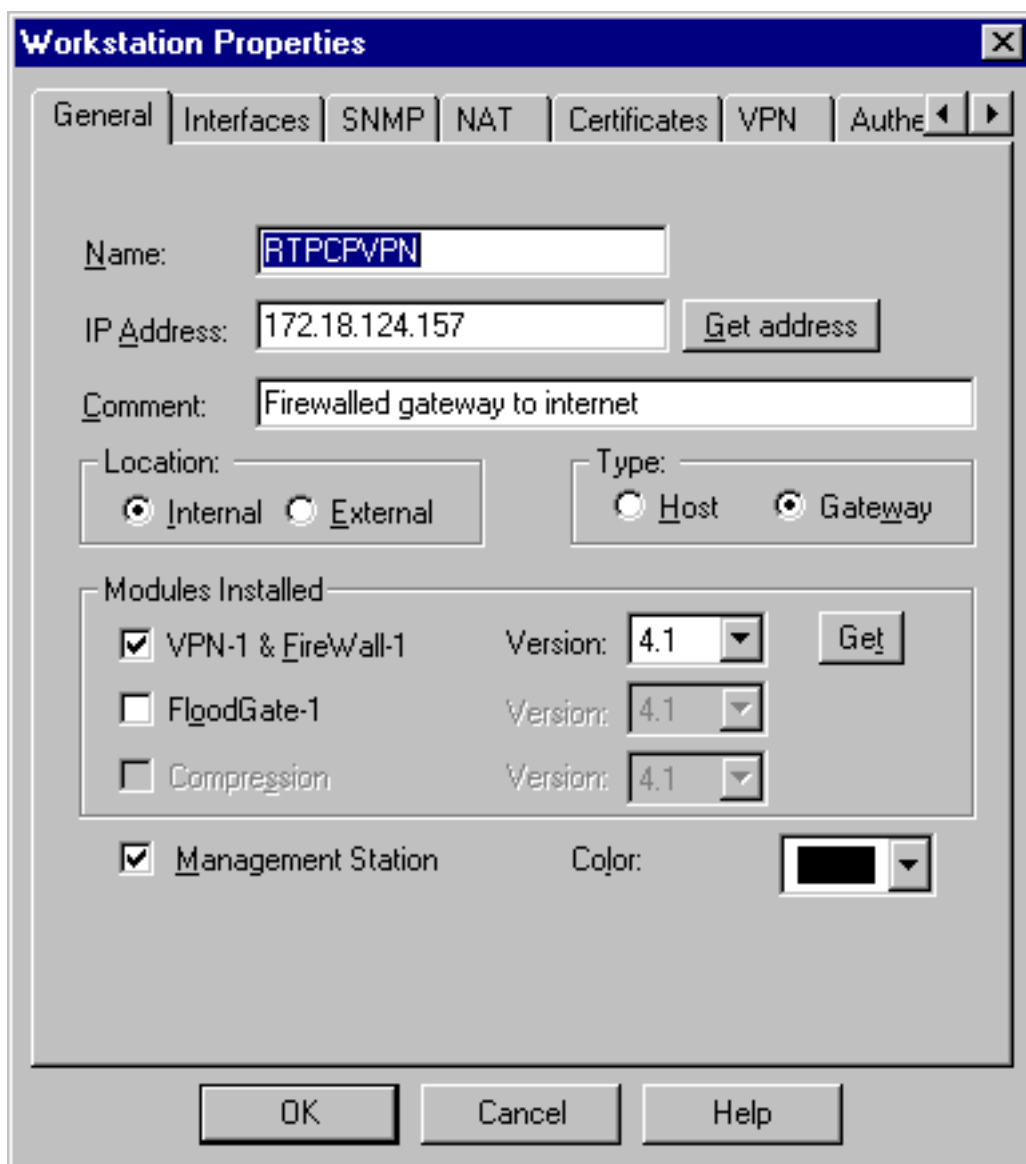 Workstation Properties
General Interfaces SNMP NAT Certificates VPN Authe
Name: RTPCPVPN
IP Address: 172.18.124.157 Get address
Comment: Firewalled gateway to internet
Location: Type:
Internal External Host Gateway
Modules Installed
VPN-1 & FireWall-1 Version: 4.1 Get
FloodGate-1 Version: 4.1
Compression Version: 4.1
Management Station Color:
OK Cancel Help